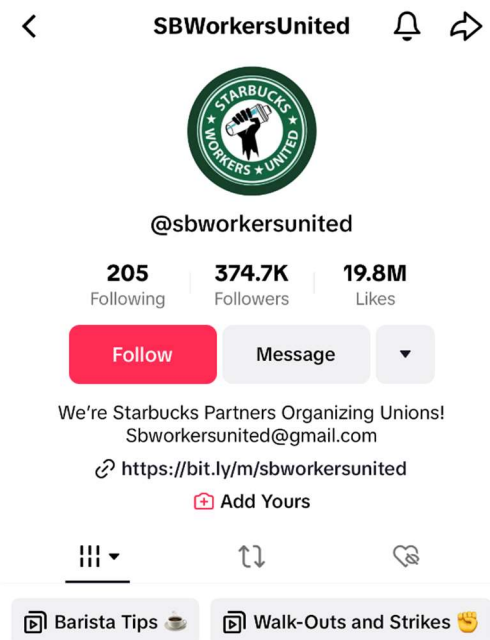 SBWorkersUnited
STARBUCKS
WORKERS ★ UNITED
@sbworkersunited
205 374.7K 19.8M
Following Followers Likes
Follow Message
We're Starbucks Partners Organizing Unions!
Sbworkersunited@gmail.com
https://bit.ly/m/sbworkersunited
Add Yours
Barista Tips ☕ Walk-Outs and Strikes ✊